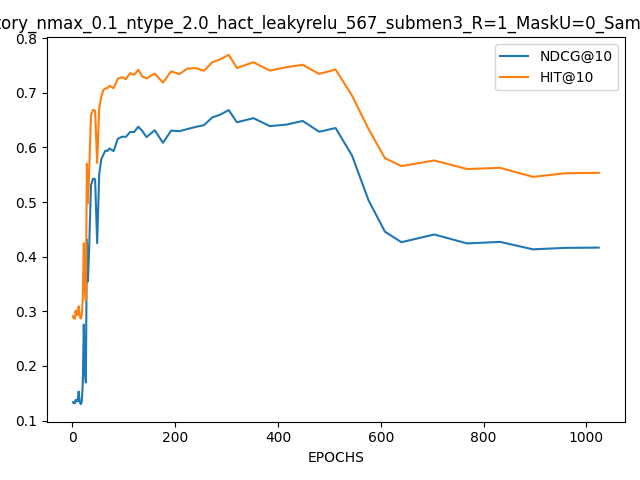 tory_nmax_0.1_ntype_2.0_hact_leakyrelu_567_submen3_R=1_MaskU=0_Sam
0.8
0.7
0.6
0.5
0.4
0.3
0.2
0.1
NDCG@10
HIT@10
0 200 400 600 800 1000
EPOCHS